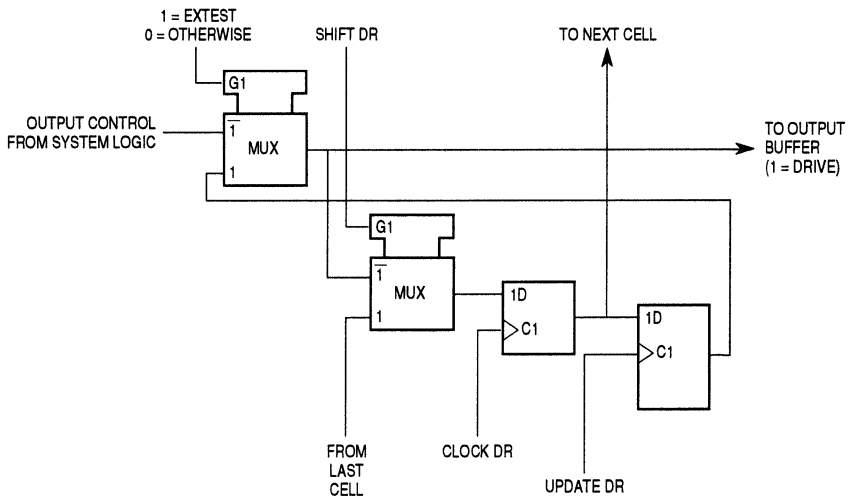 1 = EXTEST
0 = OTHERWISE
SHIFT DR
TO NEXT CELL
G1
OUTPUT CONTROL
FROM SYSTEM LOGIC
1
MUX
1
TO OUTPUT
BUFFER
(1 = DRIVE)
G1
1
MUX
1
1D
C1
1D
C1
FROM
LAST
CELL
CLOCK DR
UPDATE DR